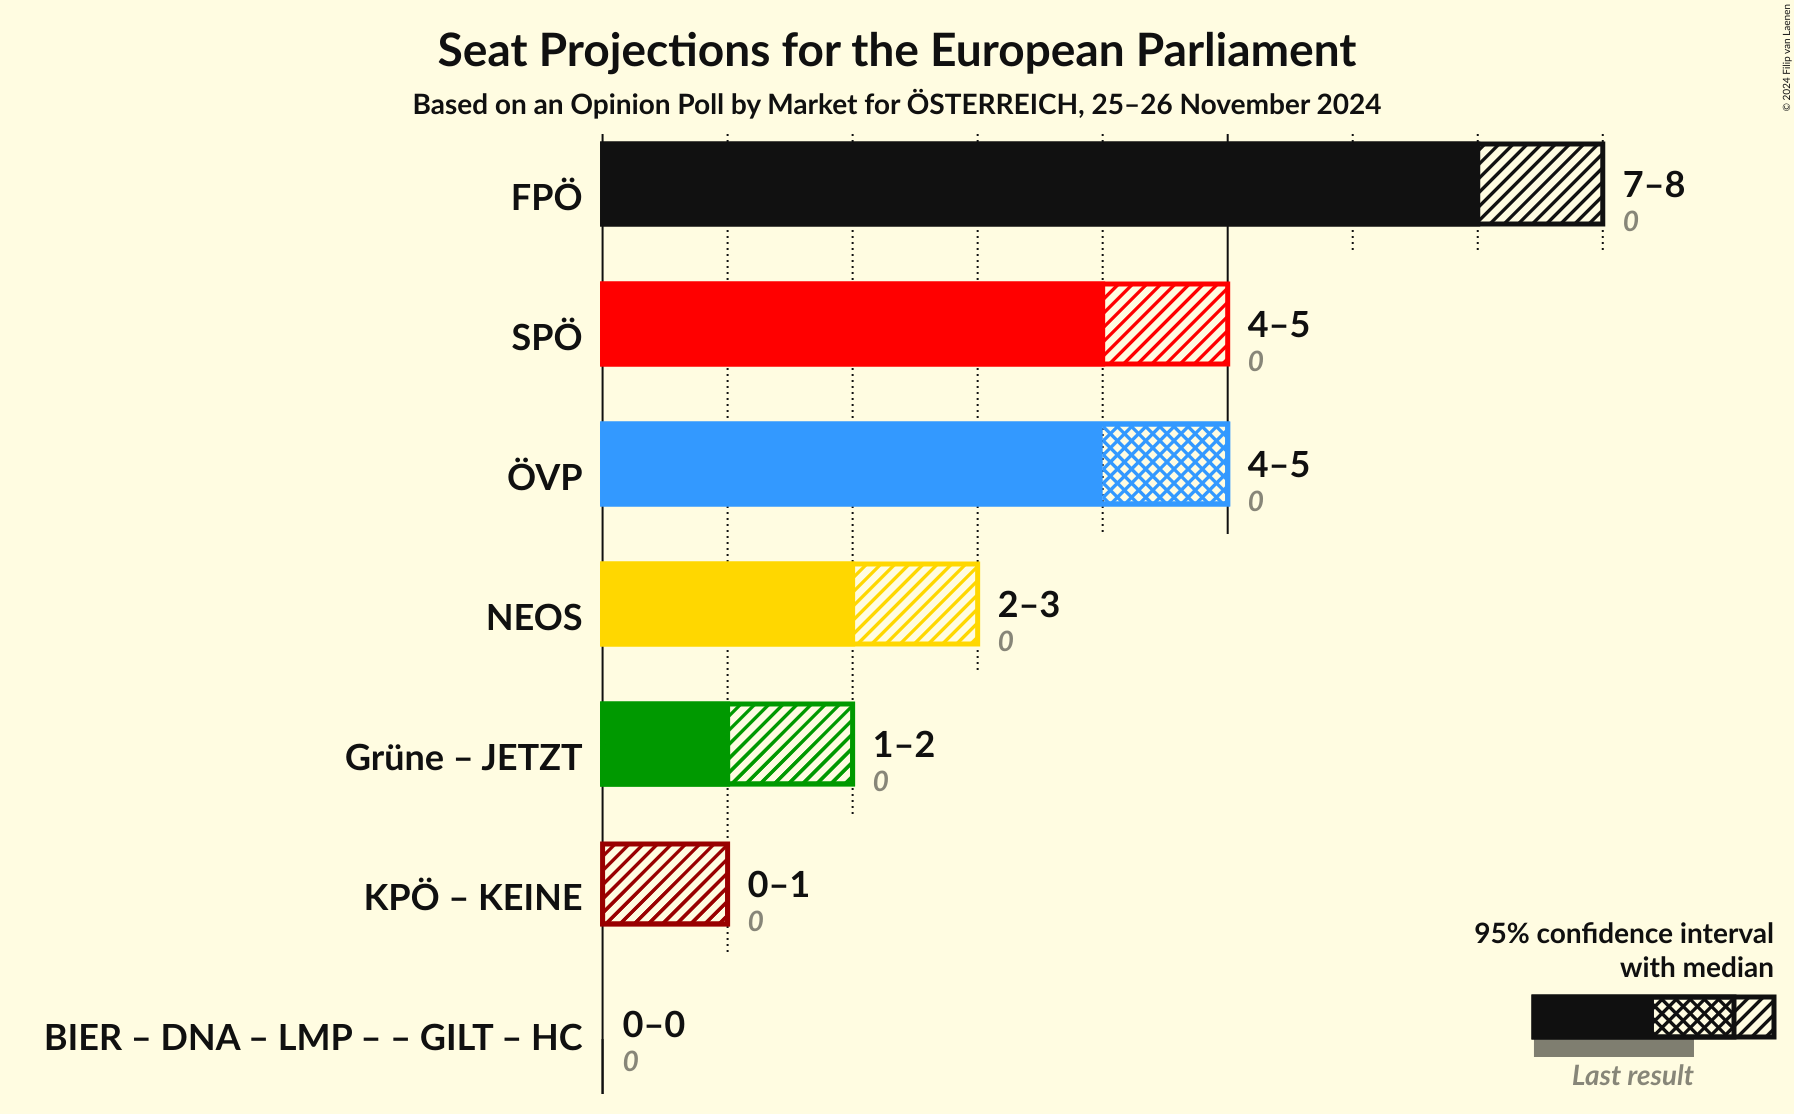 Seat Projections for the European Parliament
Based on an Opinion Poll by Market for ÖSTERREICH, 25–26 November 2024
© 2024 Filip van Laenen
FPÖ
7–8
0
SPÖ
4–5
0
ÖVP
4–5
0
NEOS
2–3
0
Grüne – JETZT
1–2
0
KPÖ – KEINE
0–1
0
BIER – DNA – LMP – – GILT – HC
0–0
0
95% confidence interval
with median
Last result